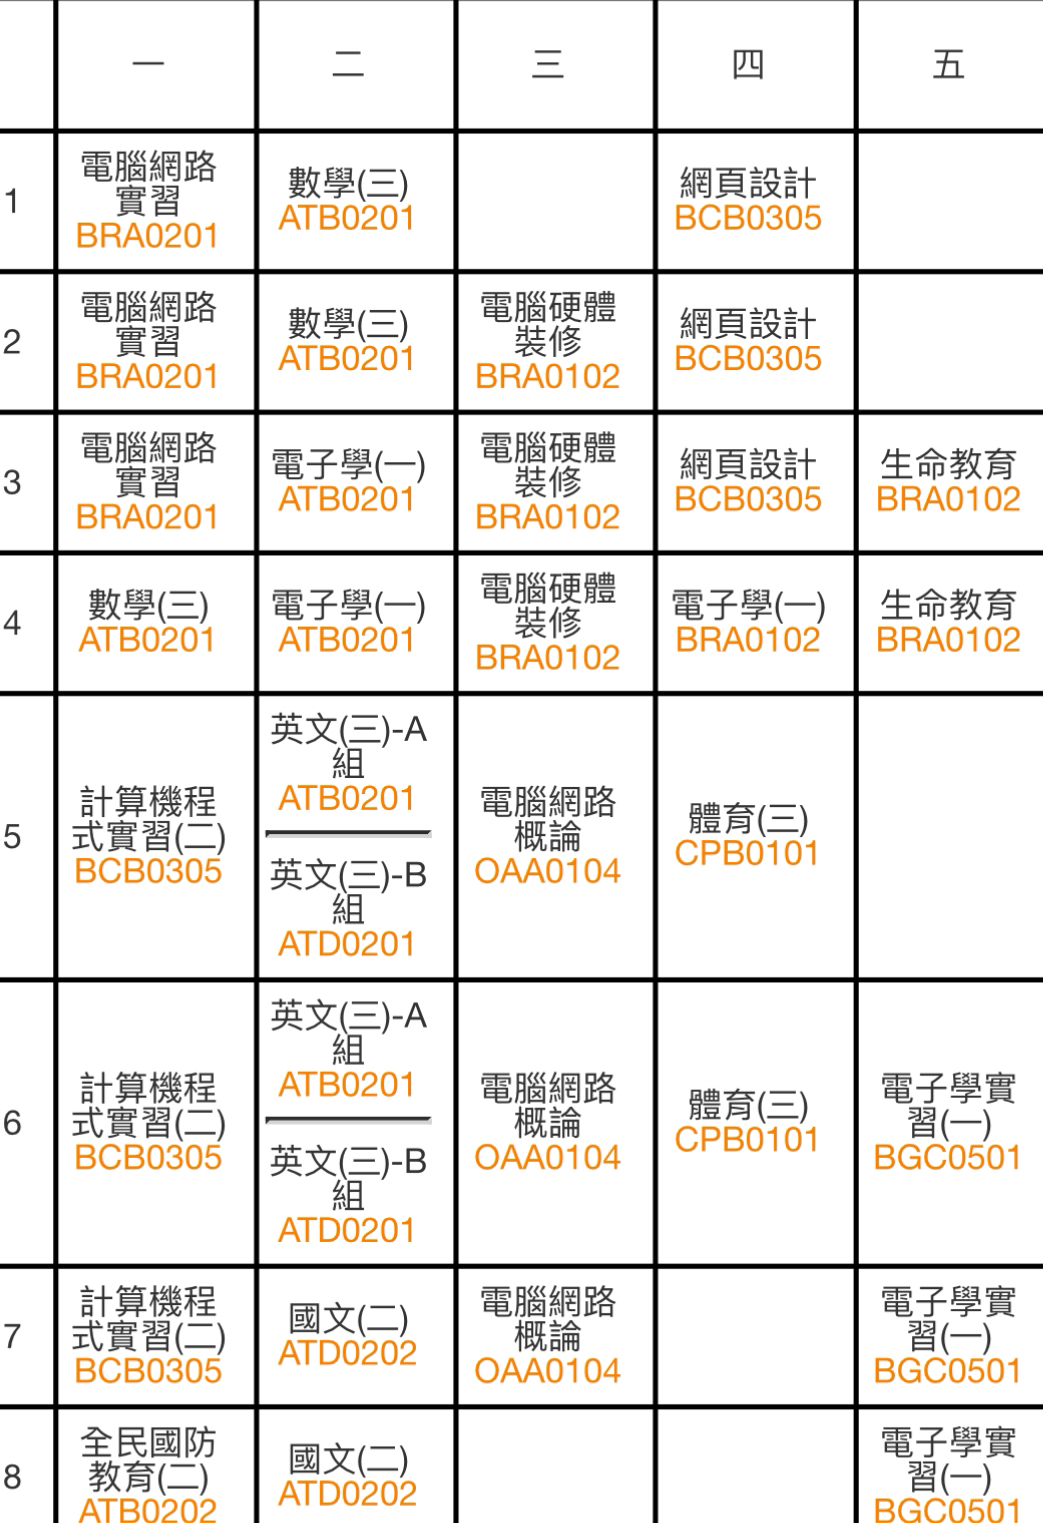 一 二 三 四 五
1
電腦網路
實習
BRA0201
數學(三)
ATB0201
網頁設計
BCB0305
2
電腦網路
實習
BRA0201
數學(三)
ATB0201
電腦硬體
裝修
BRA0102
網頁設計
BCB0305
3
電腦網路
實習
BRA0201
電子學(一)
ATB0201
電腦硬體
裝修
BRA0102
網頁設計
BCB0305
生命教育
BRA0102
4
數學(三)
ATB0201
電子學(一)
ATB0201
電腦硬體
裝修
BRA0102
電子學(一)
BRA0102
生命教育
BRA0102
5
計算機程
式實習(二)
BCB0305
英文(三)-A
組
ATB0201
英文(三)-B
組
ATD0201
電腦網路
概論
OAA0104
體育(三)
CPB0101
6
計算機程
式實習(二)
BCB0305
英文(三)-A
組
ATB0201
英文(三)-B
組
ATD0201
電腦網路
概論
OAA0104
體育(三)
CPB0101
電子學實
習(一)
BGC0501
7
計算機程
式實習(二)
BCB0305
國文(二)
ATD0202
電腦網路
概論
OAA0104
電子學實
習(一)
BGC0501
8
全民國防
教育(二)
ATB0202
國文(二)
ATD0202
電子學實
習(一)
BGC0501